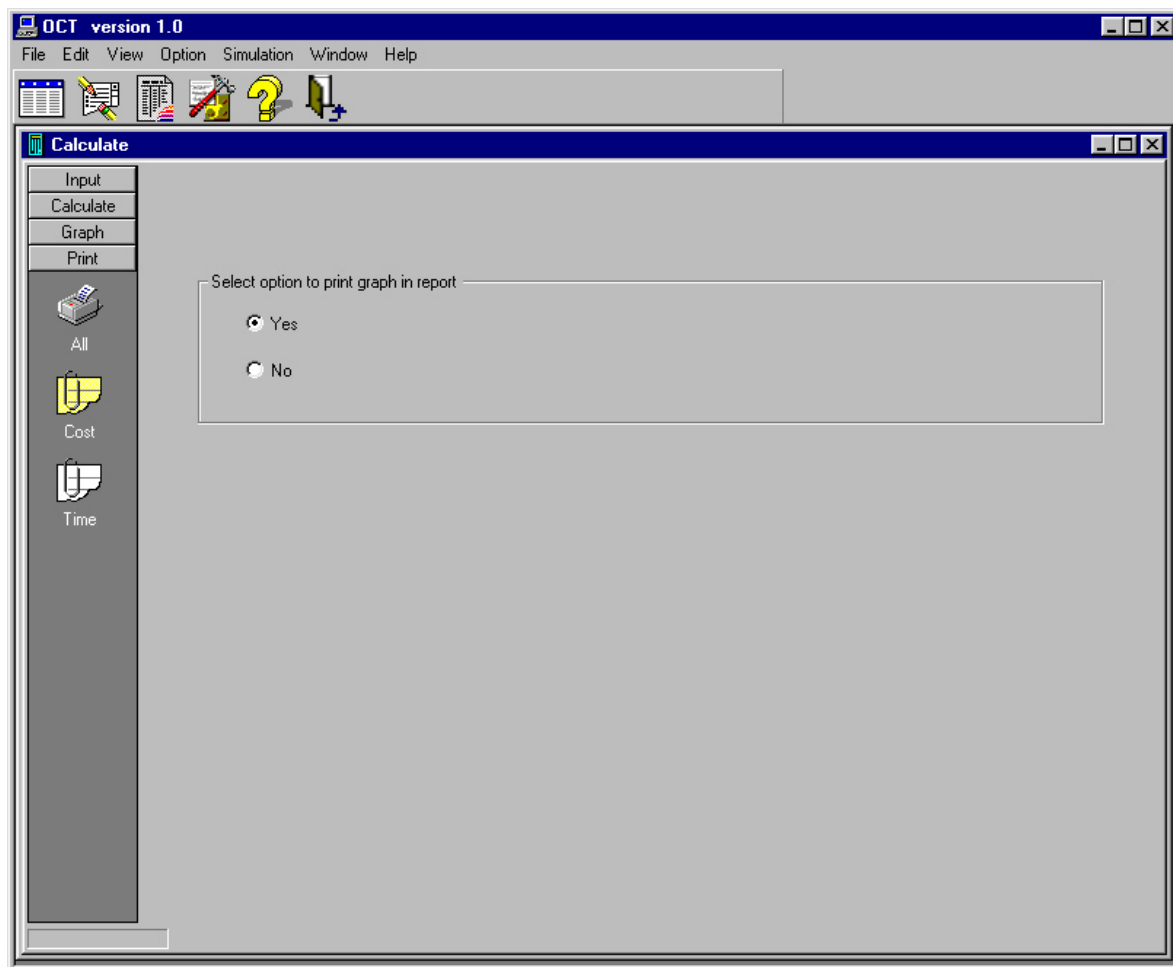 OCT version 1.0
File Edit View Option Simulation Window Help
Calculate
Input
Calculate
Graph
Print
All
Cost
Time
Select option to print graph in report
Yes
No